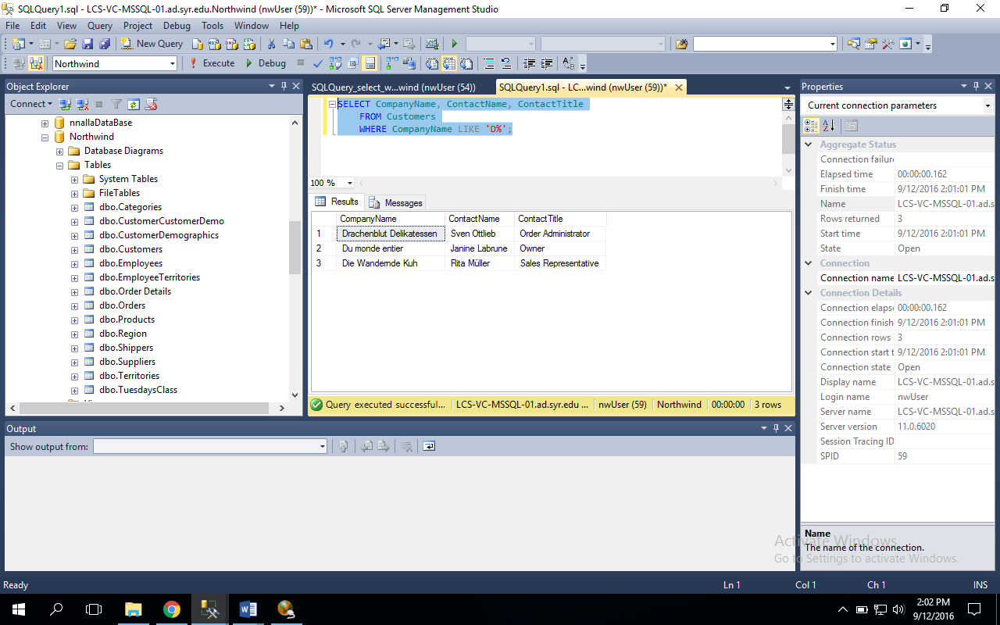 SQLQuery1.sql - LCS-VC-MSSQL-01.ad.syr.edu.Northwind (nwUser (59))* - Microsoft SQL Server Management Studio
File Edit View Query Project Debug Tools Window Help
New Query
Northwind Execute Debug
Object Explorer
Connect
nnallaDataBase
Northwind
Database Diagrams
Tables
System Tables
FileTables
dbo.Categories
dbo.CustomerCustomerDemo
dbo.CustomerDemographics
dbo.Customers
dbo.Employees
dbo.EmployeeTerritories
dbo.Order Details
dbo.Orders
dbo.Products
dbo.Region
dbo.Shippers
dbo.Suppliers
dbo.Territories
dbo.TuesdaysClass
SQLQuery_select_w...wind (nwUser (54)) SQLQuery1.sql - LC...wind (nwUser (59))*
SELECT CompanyName, ContactName, ContactTitle
FROM Customers
WHERE CompanyName LIKE 'D%';
100 %
Results Messages
CompanyName ContactName ContactTitle
1 Drachenblut Delikatessen Sven Ottlieb Order Administrator
2 Du monde entier Janine Labrune Owner
3 Die Wandernde Kuh Rita Müller Sales Representative
Query executed successful... LCS-VC-MSSQL-01.ad.syr.edu ... nwUser (59) Northwind 00:00:00 3 rows
Properties
Current connection parameters
Aggregate Status
Connection failure
Elapsed time 00:00:00.162
Finish time 9/12/2016 2:01:01 PM
Name LCS-VC-MSSQL-01.ad.s
Rows returned 3
Start time 9/12/2016 2:01:01 PM
State Open
Connection
Connection name LCS-VC-MSSQL-01.ad.s
Connection Details
Connection elaps 00:00:00.162
Connection finish 9/12/2016 2:01:01 PM
Connection rows 3
Connection start t 9/12/2016 2:01:01 PM
Connection state Open
Display name LCS-VC-MSSQL-01.ad.s
Login name nwUser
Server name LCS-VC-MSSQL-01.ad.s
Server version 11.0.6020
Session Tracing ID
SPID 59
Name
The name of the connection.
Activate Windows
Go to Settings to activate Windows.
Output
Show output from:
Ready Ln 1 Col 1 Ch 1 INS
2:02 PM
9/12/2016